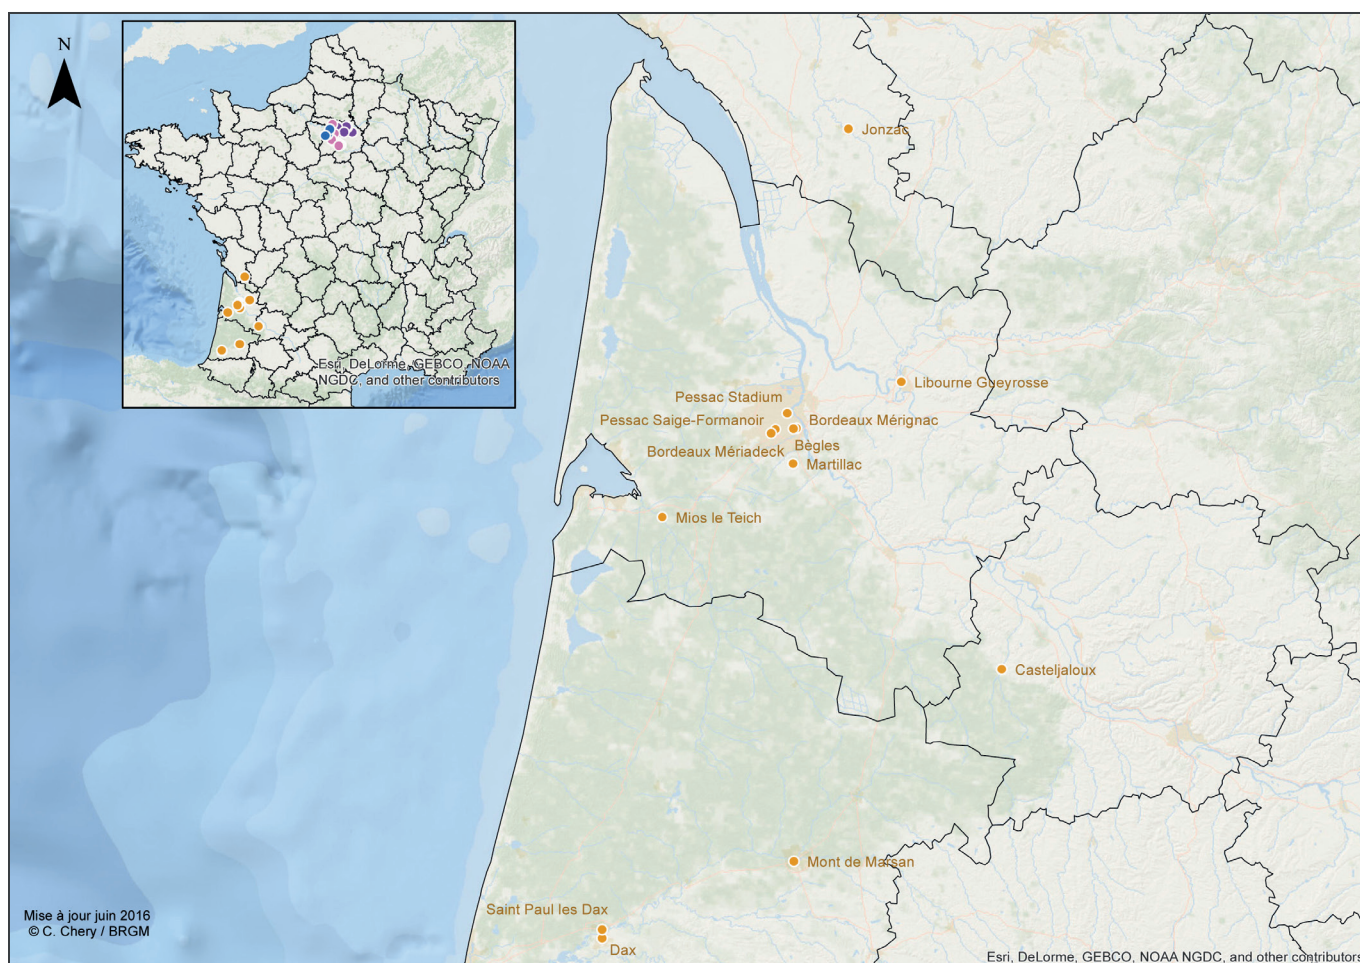 N
Esri, DeLorme, GEBCO, NOAA
NGDC, and other contributors
Jonzac
Libourne Gueyrosse
Pessac Stadium
Pessac Saige-Formanoir
Bordeaux Mérignac
Bègles
Bordeaux Mériadeck
Martillac
Mios le Teich
Casteljaloux
Mont de Marsan
Saint Paul les Dax
Dax
Mise à jour juin 2016
© C. Chery / BRGM
Esri, DeLorme, GEBCO, NOAA NGDC, and other contributors